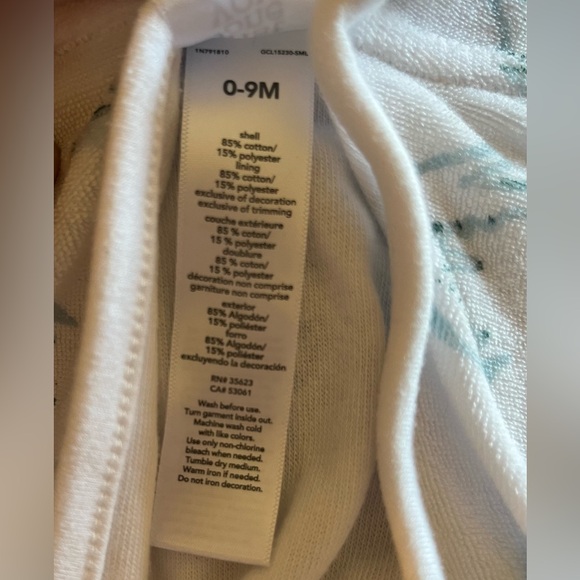 1N791810 GCL15235-SML
0-9M
shell
85% cotton/
15% polyester
lining
85% cotton/
15% polyester
exclusive of decoration
exclusive of trimming
couche extérieure
85 % coton/
15 % polyester
doublure
85 % coton/
15 % polyester
décoration non comprise
garniture non comprise
exterior
85% Algodón/
15% poliéster
forro
85% Algodón/
15% poliéster
excluyendo la decoración
RN# 35623
CA# 53061
Wash before use.
Turn garment inside out.
Machine wash cold
with like colors.
Use only non-chlorine
bleach when needed.
Tumble dry medium.
Warm iron if needed.
Do not iron decoration.